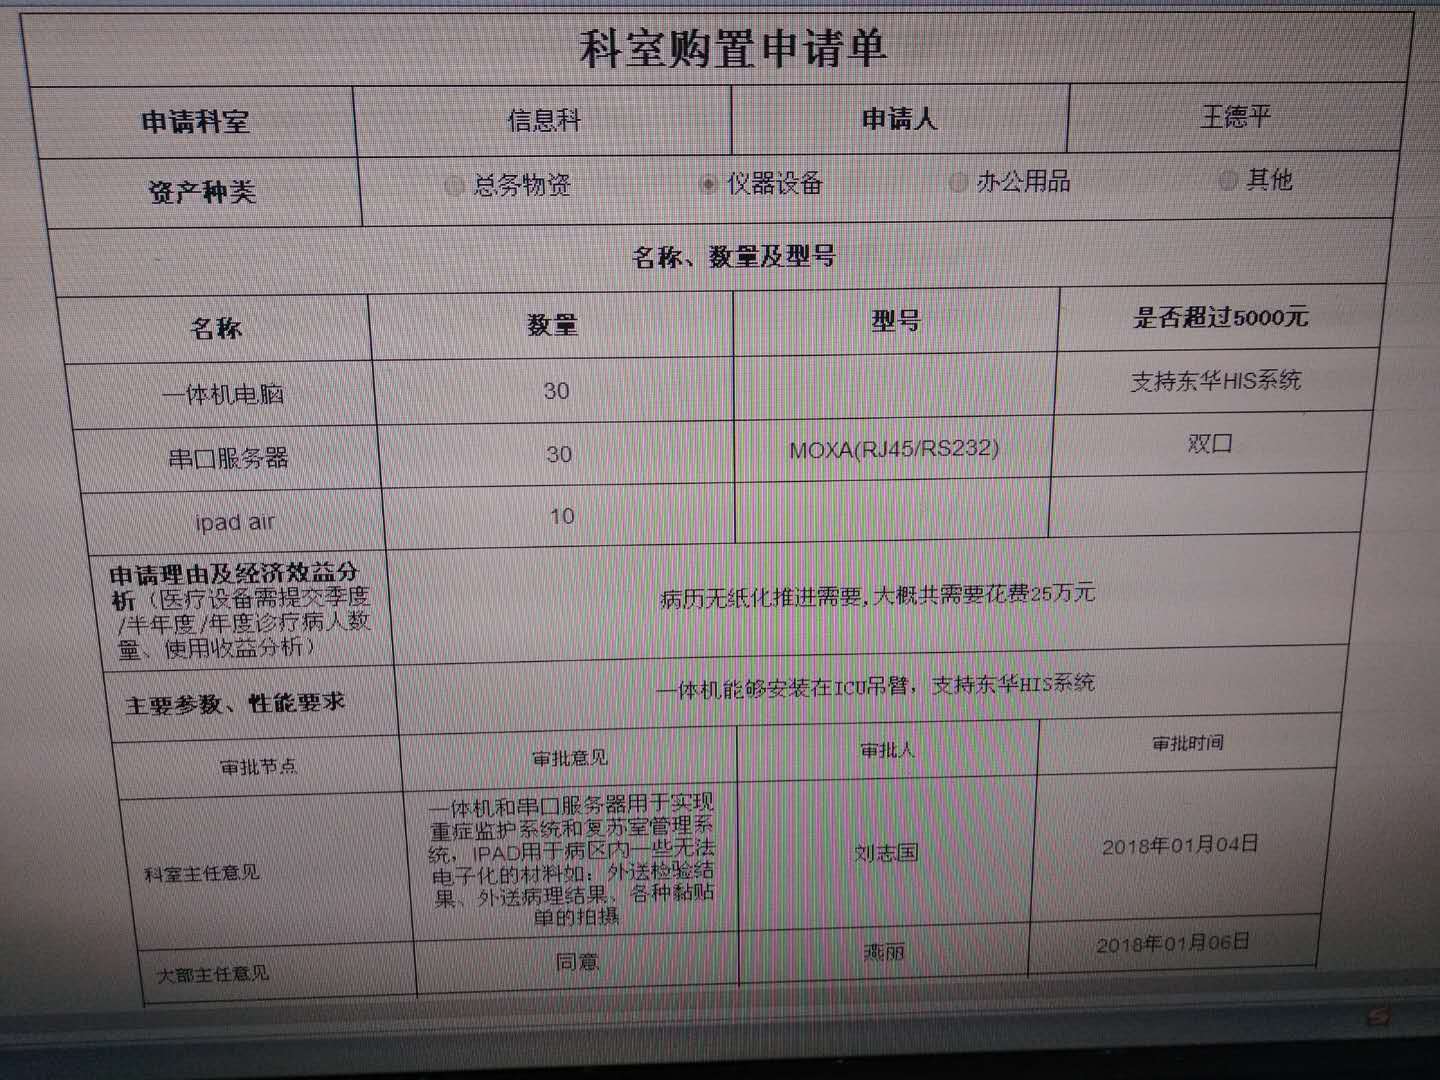 科室购置申请单
申请科室 信息科 申请人 王德平
资产种类 总务物资 仪器设备 办公用品 其他
名称、数量及型号
名称 数量 型号 是否超过5000元
一体机电脑 30 支持东华HIS系统
串口服务器 30 MOXA(RJ45/RS232) 双口
ipad air 10
申请理由及经济效益分
析（医疗设备需提交季度
/半年度/年度诊疗病人数
量、使用收益分析）
病历无纸化推进需要,大概共需要花费25万元
主要参数、性能要求 一体机能够安装在ICU吊臂，支持东华HIS系统
审批节点 审批意见 审批人 审批时间
科室主任意见
一体机和串口服务器用于实现
重症监护系统和复苏室管理系
统，IPAD用于病区内一些无法
电子化的材料如：外送检验结
果、外送病理结果、各种黏贴
单的拍摄
刘志国
2018年01月04日
大部主任意见 同意 燕丽 2018年01月06日